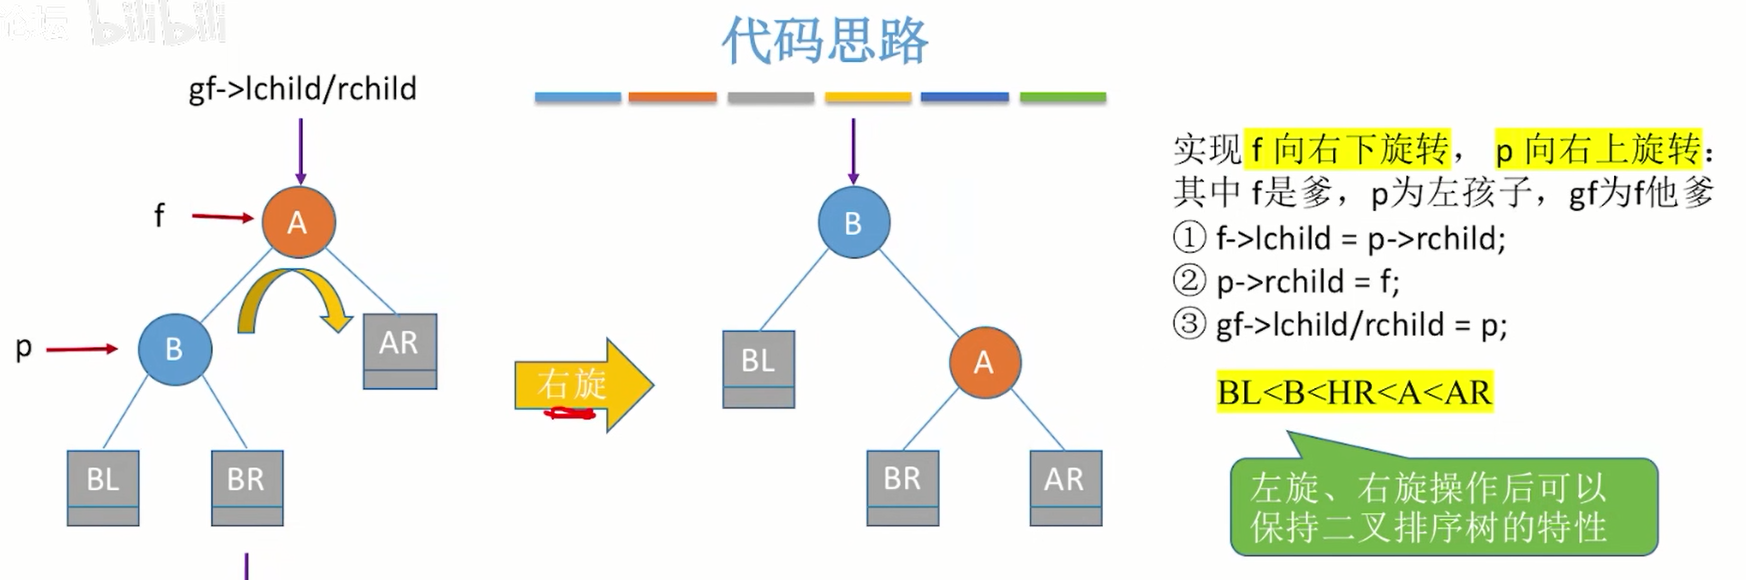 论坛 bilibili
代码思路
gf->lchild/rchild
f
A
p
B
AR
BL
BR
右旋
B
BL
A
BR
AR
实现 f 向右下旋转， p 向右上旋转：
其中 f是爹，p为左孩子，gf为f他爹
① f->lchild = p->rchild;
② p->rchild = f;
③ gf->lchild/rchild = p;
BL<B<HR<A<AR
左旋、右旋操作后可以
保持二叉排序树的特性